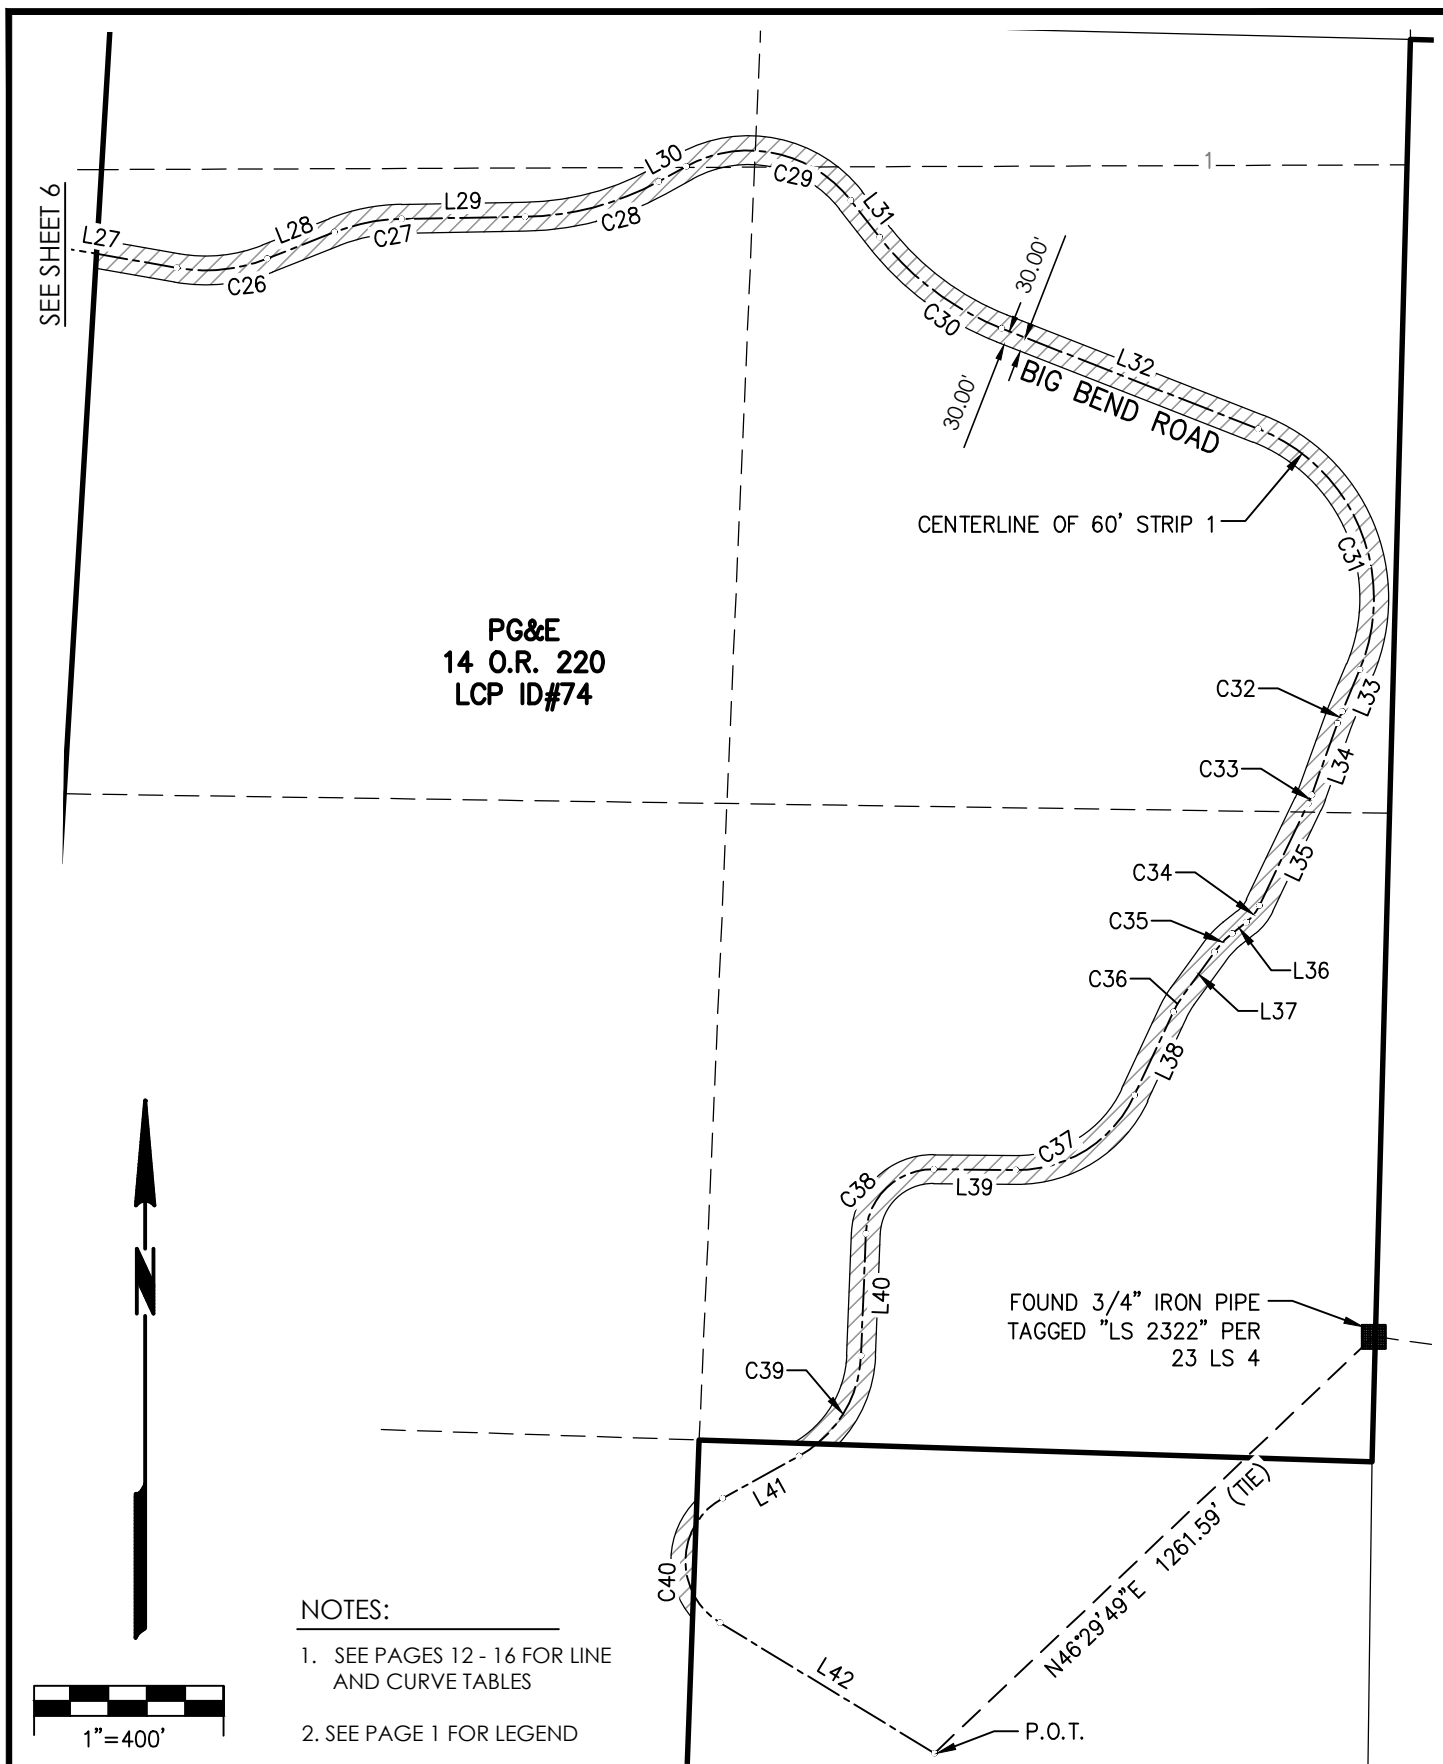 1
SEE SHEET 6
L27
C26
L28
C27
L29
C28
L30
C29
L31
C30
30.00'
30.00'
L32
BIG BEND ROAD
CENTERLINE OF 60' STRIP 1
C31
PG&E
14 O.R. 220
LCP ID#74
C32
L33
C33
L34
L35
C34
C35
L36
C36
L37
L38
C37
C38
L39
L40
FOUND 3/4" IRON PIPE
TAGGED "LS 2322" PER
23 LS 4
C39
L41
N46°29'49"E 1261.59' (TIE)
C40
L42
P.O.T.
N
NOTES:
1. SEE PAGES 12 - 16 FOR LINE
AND CURVE TABLES
2. SEE PAGE 1 FOR LEGEND
1"=400'